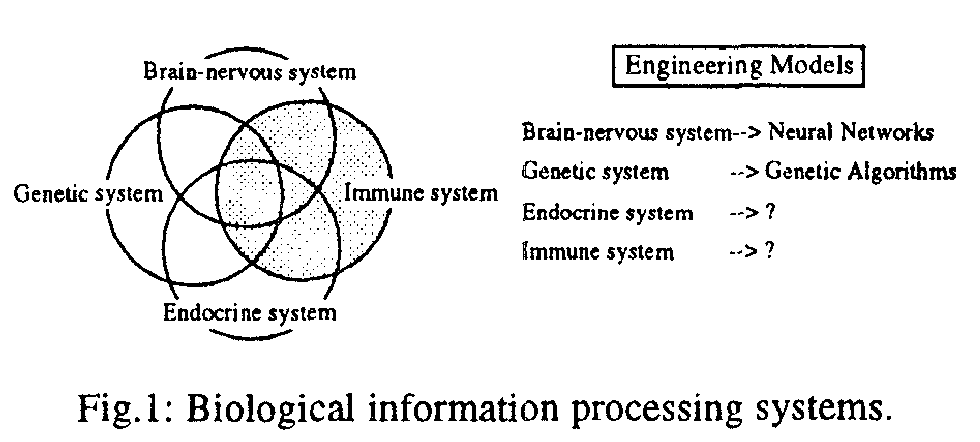 Brain-nervous system
Genetic system
Immune system
Endocrine system
Engineering Models
Brain-nervous system--> Neural Networks
Genetic system --> Genetic Algorithms
Endocrine system --> ?
Immune system --> ?
Fig.1: Biological information processing systems.